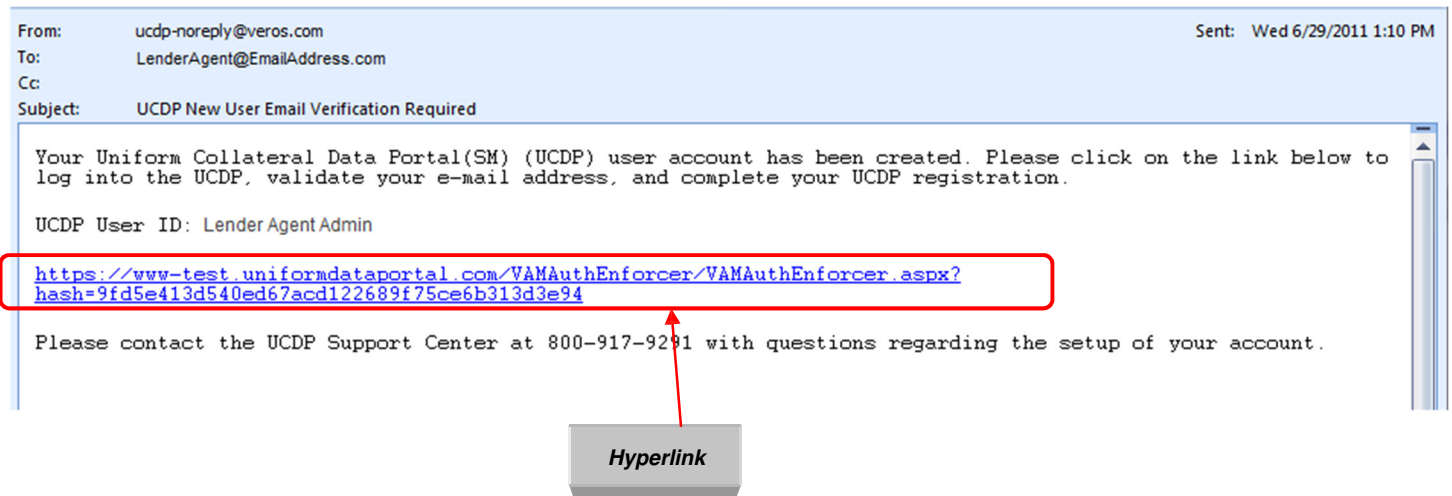 From: ucdp-noreply@veros.com Sent: Wed 6/29/2011 1:10 PM
To: LenderAgent@EmailAddress.com
Cc:
Subject: UCDP New User Email Verification Required
Your Uniform Collateral Data Portal(SM) (UCDP) user account has been created. Please click on the link below to
log into the UCDP, validate your e-mail address, and complete your UCDP registration.
UCDP User ID: Lender Agent Admin
https://www-test.uniformdataportal.com/VAMAuthEnforcer/VAMAuthEnforcer.aspx?
hash=9fd5e413d540ed67acd122689f75ce6b313d3e94
Please contact the UCDP Support Center at 800-917-9291 with questions regarding the setup of your account.
Hyperlink